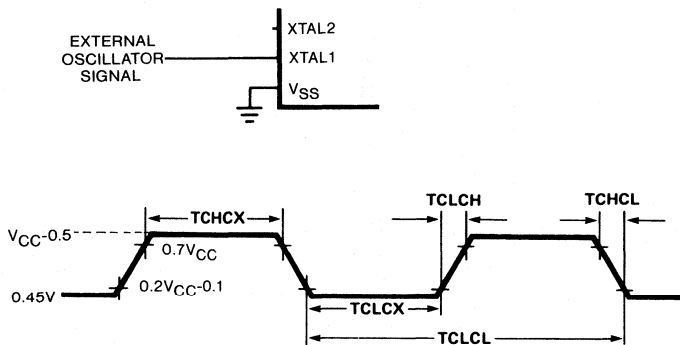 XTAL2
EXTERNAL
OSCILLATOR
SIGNAL
XTAL1
VSS
TCHCX
TCLCH
TCHCL
VCC-0.5
0.7VCC
0.2VCC-0.1
0.45V
TCLCX
TCLCL